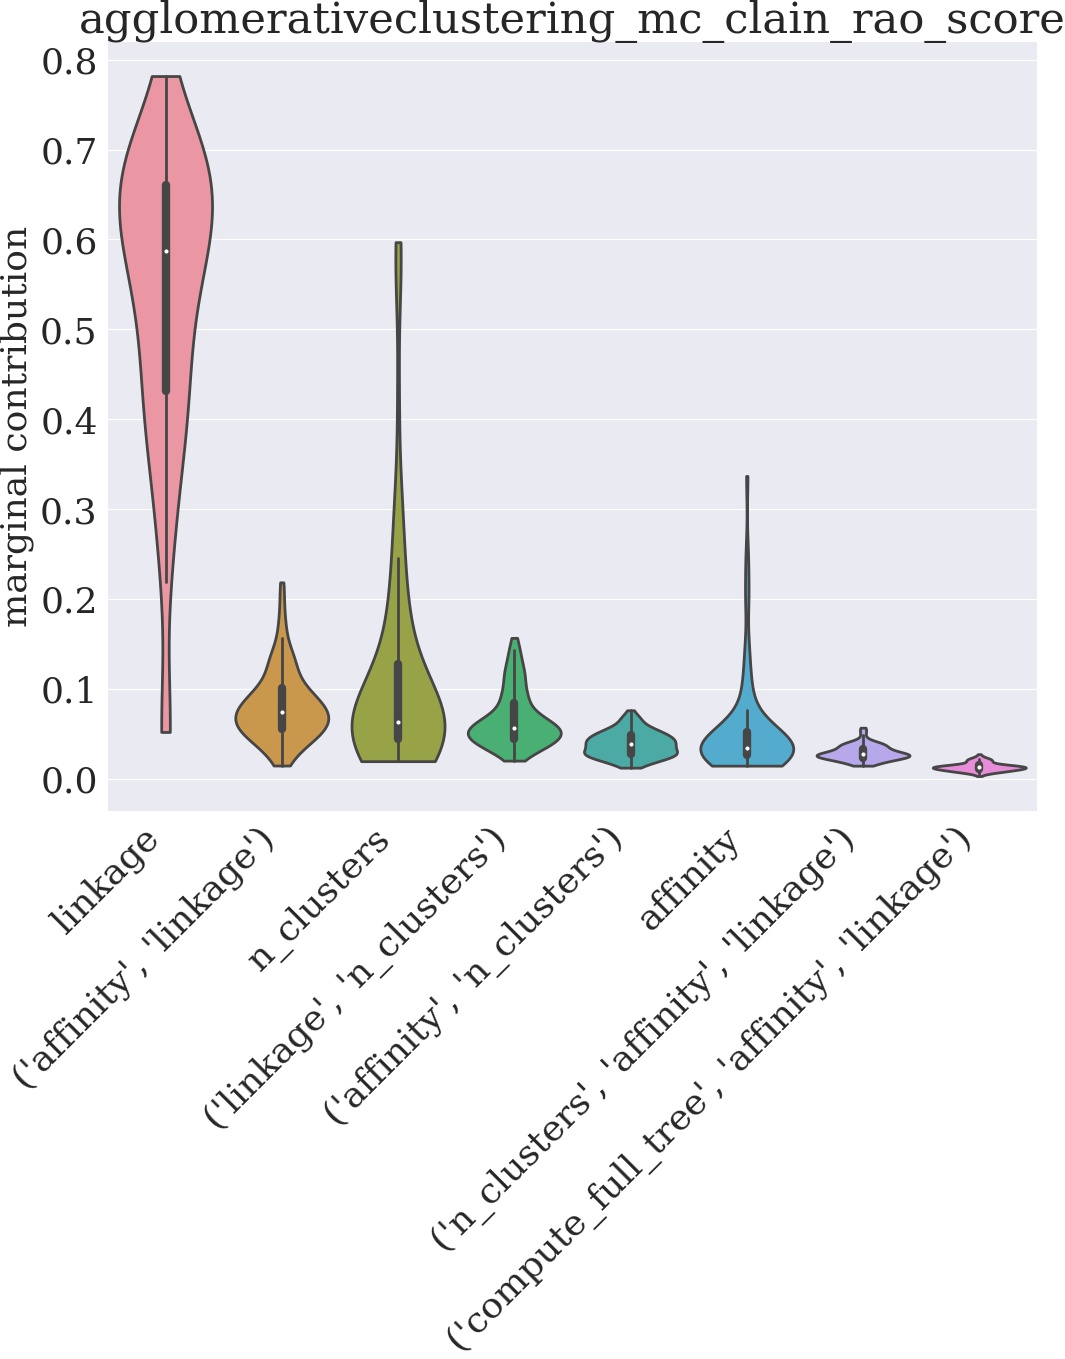 agglomerativeclustering_mc_clain_rao_score
marginal contribution
0.8
0.7
0.6
0.5
0.4
0.3
0.2
0.1
0.0
linkage
('affinity', 'linkage')
n_clusters
('linkage', 'n_clusters')
('affinity', 'n_clusters')
affinity
('n_clusters', 'affinity', 'linkage')
('compute_full_tree', 'affinity', 'linkage')